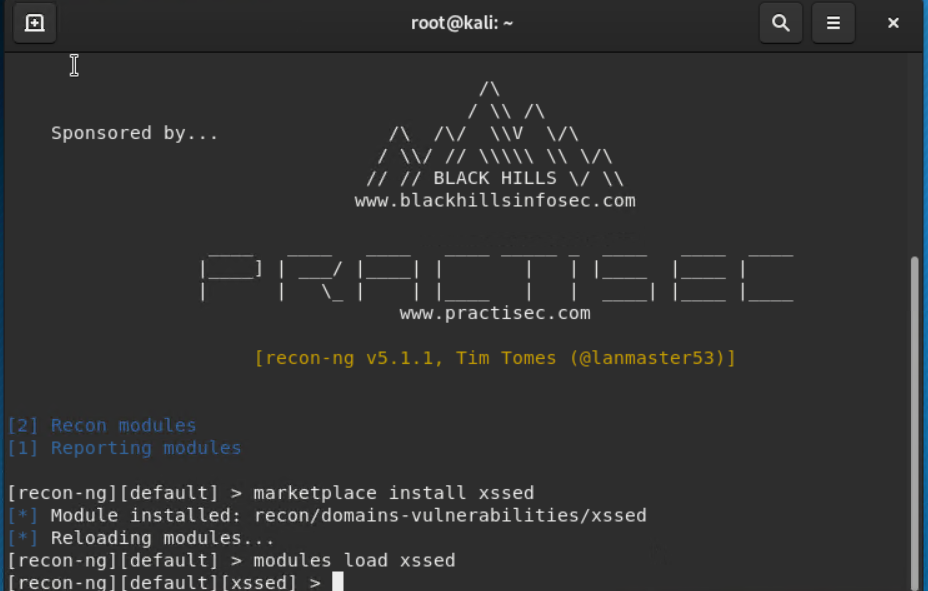 root@kali: ~
Sponsored by...
BLACK HILLS
www.blackhillsinfosec.com
PRACTISEC
www.practisec.com
[recon-ng v5.1.1, Tim Tomes (@lanmaster53)]
[2] Recon modules
[1] Reporting modules
[recon-ng][default] > marketplace install xssed
[*] Module installed: recon/domains-vulnerabilities/xssed
[*] Reloading modules...
[recon-ng][default] > modules load xssed
[recon-ng][default][xssed] >